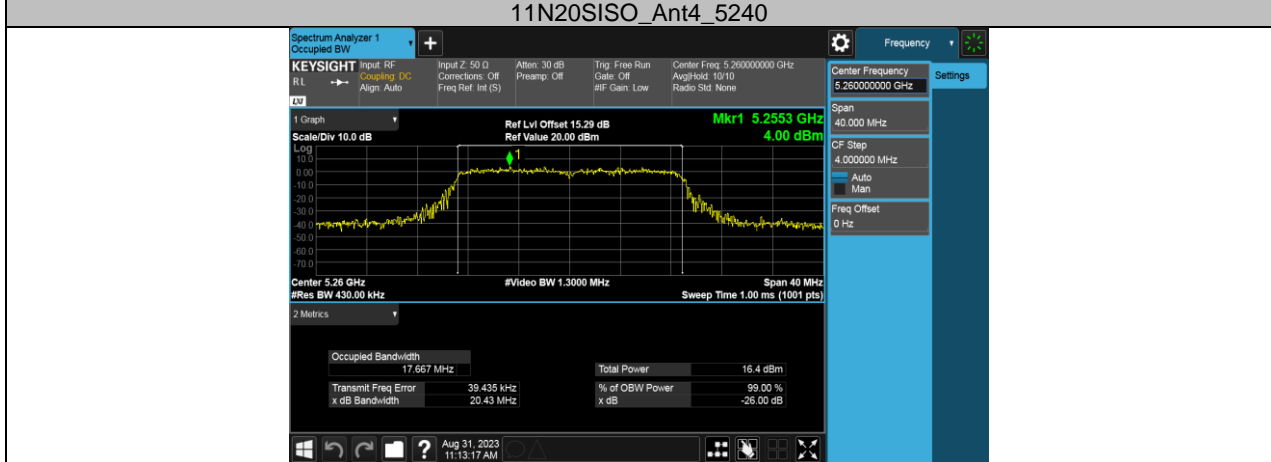 11N20SISO_Ant4_5240
Spectrum Analyzer 1
Occupied BW
Frequency
KEYSIGHT
RL
LXI
Input: RF
Coupling: DC
Align: Auto
Input Z: 50 Ω
Corrections: Off
Freq Ref: Int (S)
Atten: 30 dB
Preamp: Off
Trig: Free Run
Gate: Off
#IF Gain: Low
Center Freq: 5.260000000 GHz
Avg|Hold: 10/10
Radio Std: None
Center Frequency
5.260000000 GHz
Settings
Span
40.000 MHz
CF Step
4.000000 MHz
Auto
Man
Freq Offset
0 Hz
1 Graph
Scale/Div 10.0 dB
Ref Lvl Offset 15.29 dB
Ref Value 20.00 dBm
Mkr1 5.2553 GHz
4.00 dBm
Log
10.0
0.00
-10.0
-20.0
-30.0
-40.0
-50.0
-60.0
-70.0
1
Center 5.26 GHz
#Res BW 430.00 kHz
#Video BW 1.3000 MHz
Span 40 MHz
Sweep Time 1.00 ms (1001 pts)
2 Metrics
Occupied Bandwidth
17.667 MHz
Total Power 16.4 dBm
Transmit Freq Error 39.435 kHz
% of OBW Power 99.00 %
x dB Bandwidth 20.43 MHz
x dB -26.00 dB
?
Aug 31, 2023
11:13:17 AM